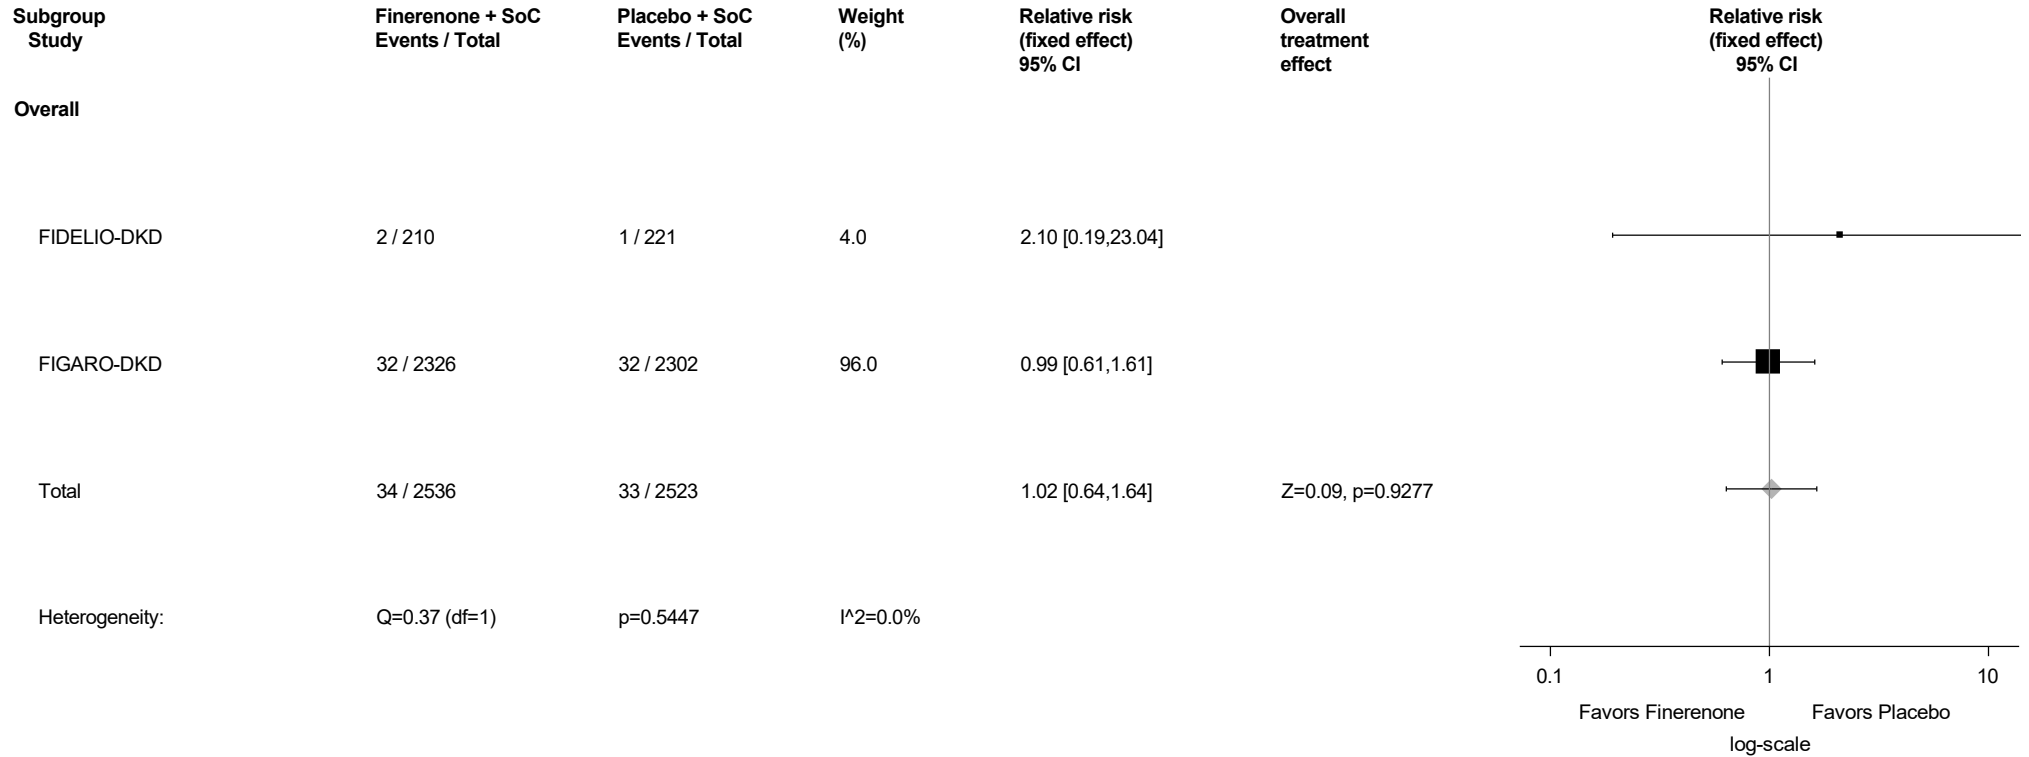 Subgroup Finerenone + SoC Placebo + SoC Weight Relative risk Overall Relative risk
Study Events / Total Events / Total (%) (fixed effect) treatment (fixed effect)
95% CI effect 95% CI
Overall
FIDELIO-DKD 2 / 210 1 / 221 4.0 2.10 [0.19,23.04]
FIGARO-DKD 32 / 2326 32 / 2302 96.0 0.99 [0.61,1.61]
Total 34 / 2536 33 / 2523 1.02 [0.64,1.64] Z=0.09, p=0.9277
Heterogeneity: Q=0.37 (df=1) p=0.5447 I^2=0.0%
0.1 1 10
Favors Finerenone Favors Placebo
log-scale